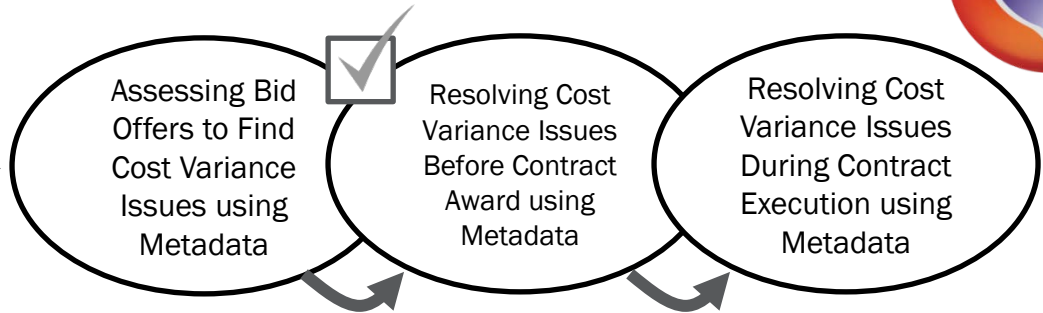 Assessing Bid
Offers to Find
Cost Variance
Issues using
Metadata
Resolving Cost
Variance Issues
Before Contract
Award using
Metadata
Resolving Cost
Variance Issues
During Contract
Execution using
Metadata